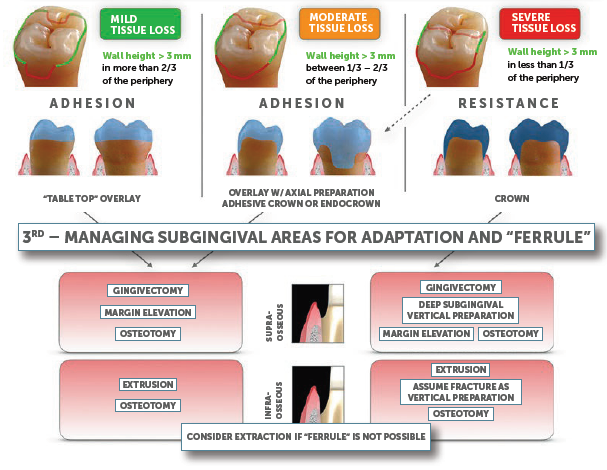 MILD
TISSUE LOSS
Wall height > 3 mm
in more than 2/3
of the periphery
ADHESION
"TABLE TOP" OVERLAY
MODERATE
TISSUE LOSS
Wall height > 3 mm
between 1/3 – 2/3
of the periphery
ADHESION
OVERLAY W/ AXIAL PREPARATION
ADHESIVE CROWN OR ENDOCROWN
SEVERE
TISSUE LOSS
Wall height > 3 mm
in less than 1/3
of the periphery
RESISTANCE
CROWN
3RD – MANAGING SUBGINGIVAL AREAS FOR ADAPTATION AND "FERRULE"
GINGIVECTOMY
MARGIN ELEVATION
OSTEOTOMY
SUPRA-
OSSEOUS
GINGIVECTOMY
DEEP SUBGINGIVAL
VERTICAL PREPARATION
MARGIN ELEVATION OSTEOTOMY
EXTRUSION
OSTEOTOMY
INFRA-
OSSEOUS
EXTRUSION
ASSUME FRACTURE AS
VERTICAL PREPARATION
OSTEOTOMY
CONSIDER EXTRACTION IF "FERRULE" IS NOT POSSIBLE